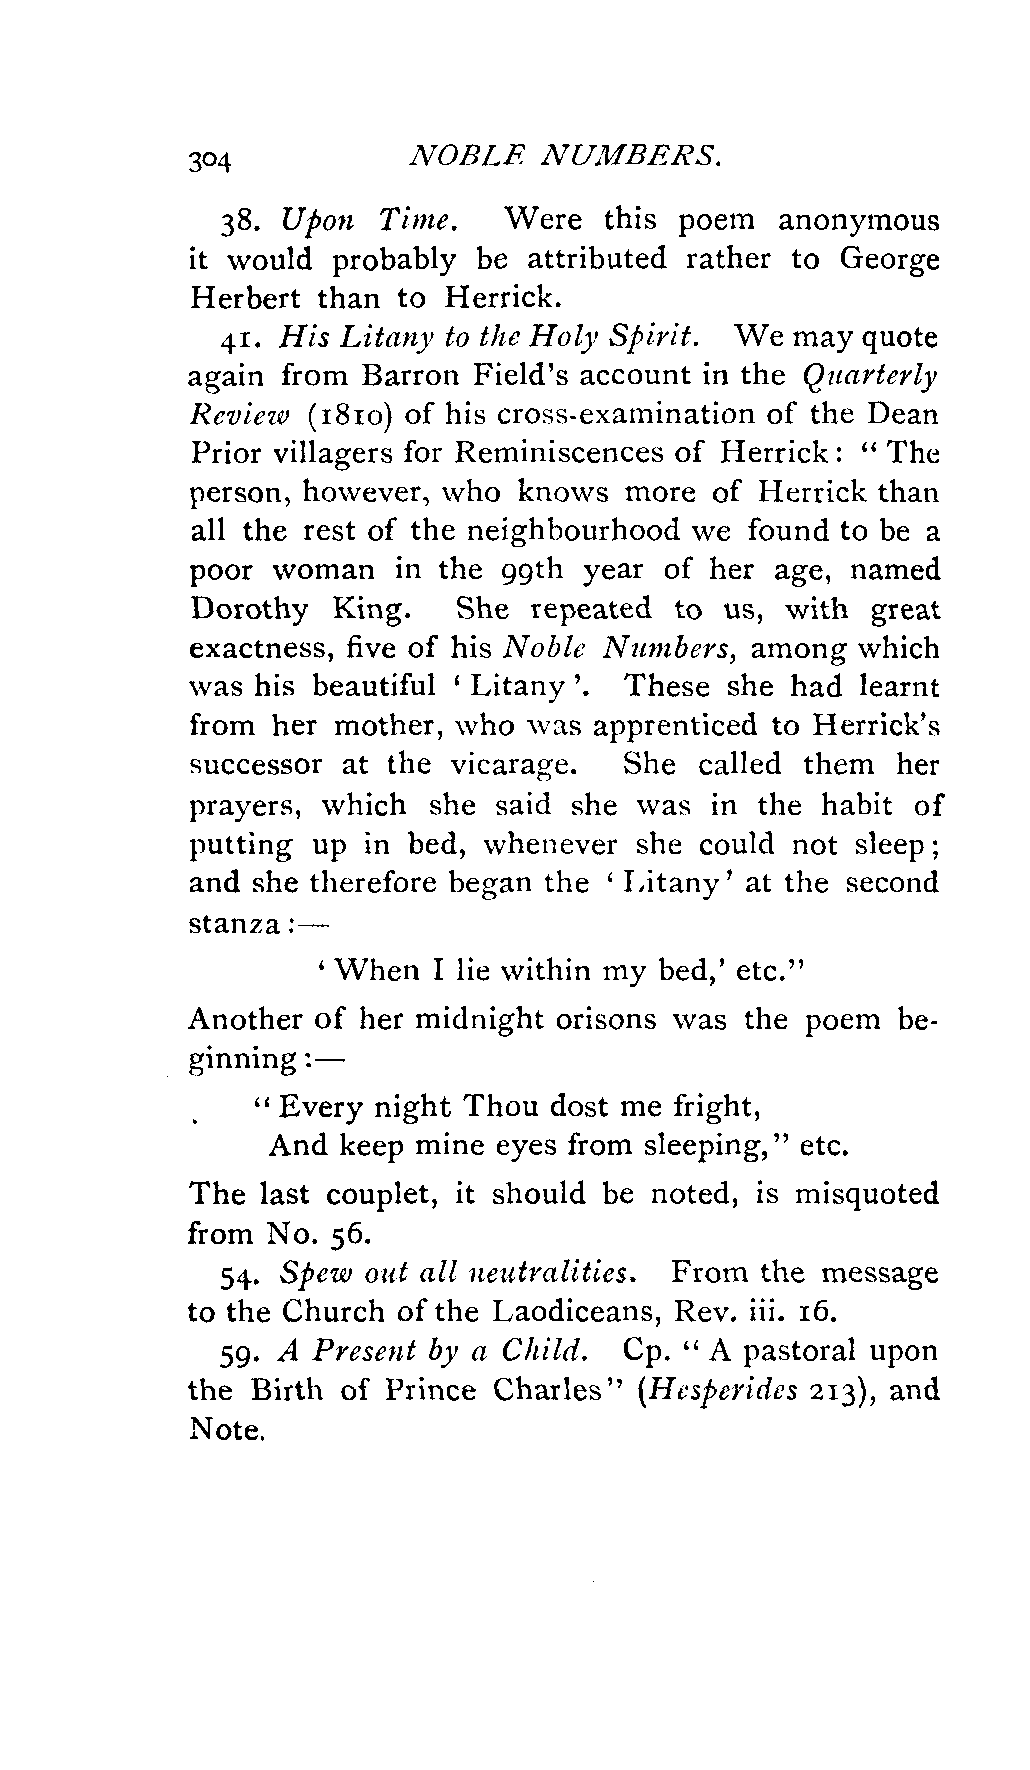 304 NOBLE NUMBERS.
38. Upon Time. Were this poem anonymous
it would probably be attributed rather to George
Herbert than to Herrick.
41. His Litany to the Holy Spirit. We may quote
again from Barron Field's account in the Quarterly
Review (1810) of his cross-examination of the Dean
Prior villagers for Reminiscences of Herrick: “The
person, however, who knows more of Herrick than
all the rest of the neighbourhood we found to be a
poor woman in the 99th year of her age, named
Dorothy King. She repeated to us, with great
exactness, five of his Noble Numbers, among which
was his beautiful ‘Litany’. These she had learnt
from her mother, who was apprenticed to Herrick's
successor at the vicarage. She called them her
prayers, which she said she was in the habit of
putting up in bed, whenever she could not sleep;
and she therefore began the ‘Litany’ at the second
stanza:—
‘When I lie within my bed,’ etc.”
Another of her midnight orisons was the poem be-
ginning:—
“Every night Thou dost me fright,
And keep mine eyes from sleeping,” etc.
The last couplet, it should be noted, is misquoted
from No. 56.
54. Spew out all neutralities. From the message
to the Church of the Laodiceans, Rev. iii. 16.
59. A Present by a Child. Cp. “A pastoral upon
the Birth of Prince Charles” (Hesperides 213), and
Note.